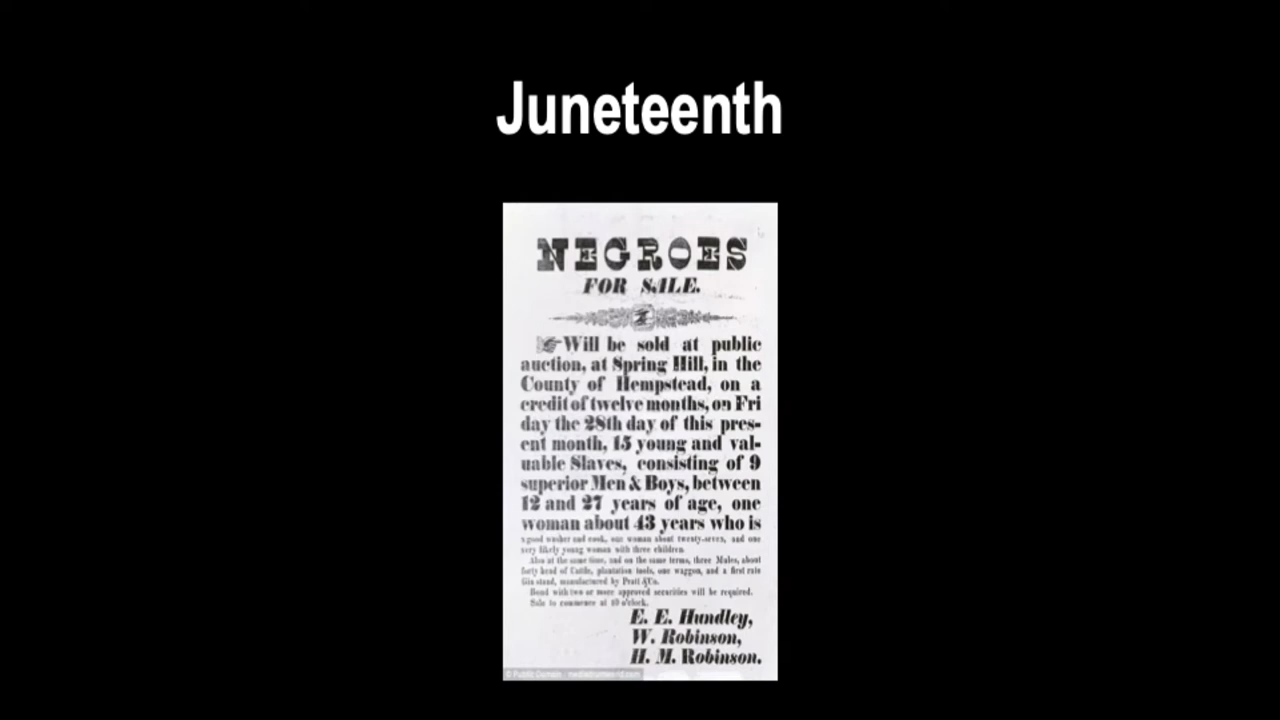 Juneteenth
NEGROES
FOR SALE.
Will be sold at public
auction, at Spring Hill, in the
County of Hempstead, on a
credit of twelve months, on Fri
day the 28th day of this pres-
ent month, 15 young and val-
uable Slaves, consisting of 9
superior Men & Boys, between
12 and 27 years of age, one
woman about 43 years who is
a good washer and cook, one woman about twenty-seven, and one
very likely young woman with three children.
Also at the same time, and on the same terms, three Mules, about
forty head of Cattle, plantation tools, one waggon, and a first rate
Gin stand, manufactured by Pratt &Co.
Bond with two or more approved securities will be required.
Sale to commence at 10 o'clock.
E. E. Hundley,
W. Robinson,
H. M. Robinson.
© Public Domain